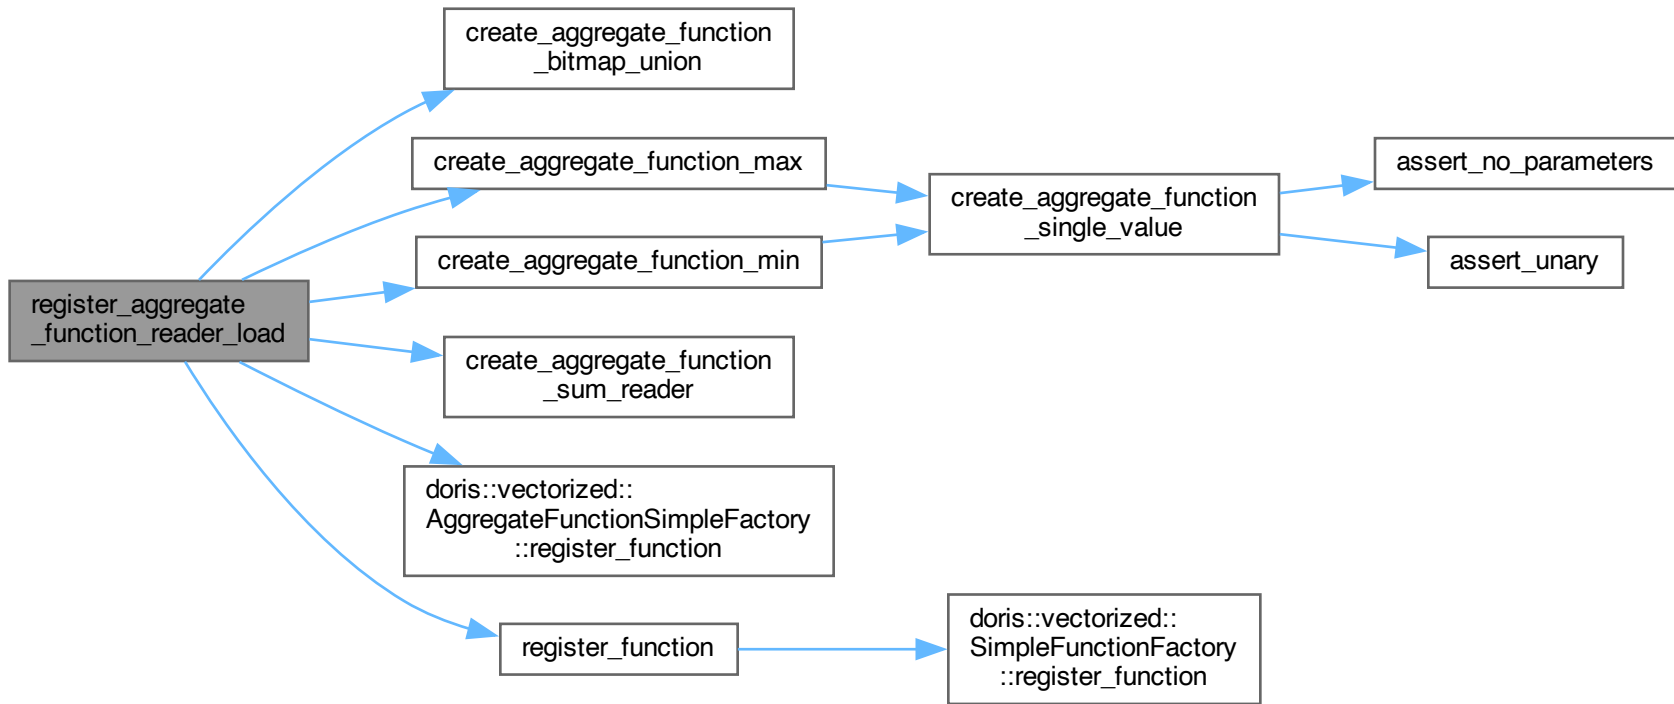 create_aggregate_function
_bitmap_union
create_aggregate_function_max
assert_no_parameters
create_aggregate_function
_single_value
create_aggregate_function_min
assert_unary
register_aggregate
_function_reader_load
create_aggregate_function
_sum_reader
doris::vectorized::
AggregateFunctionSimpleFactory
::register_function
register_function
doris::vectorized::
SimpleFunctionFactory
::register_function